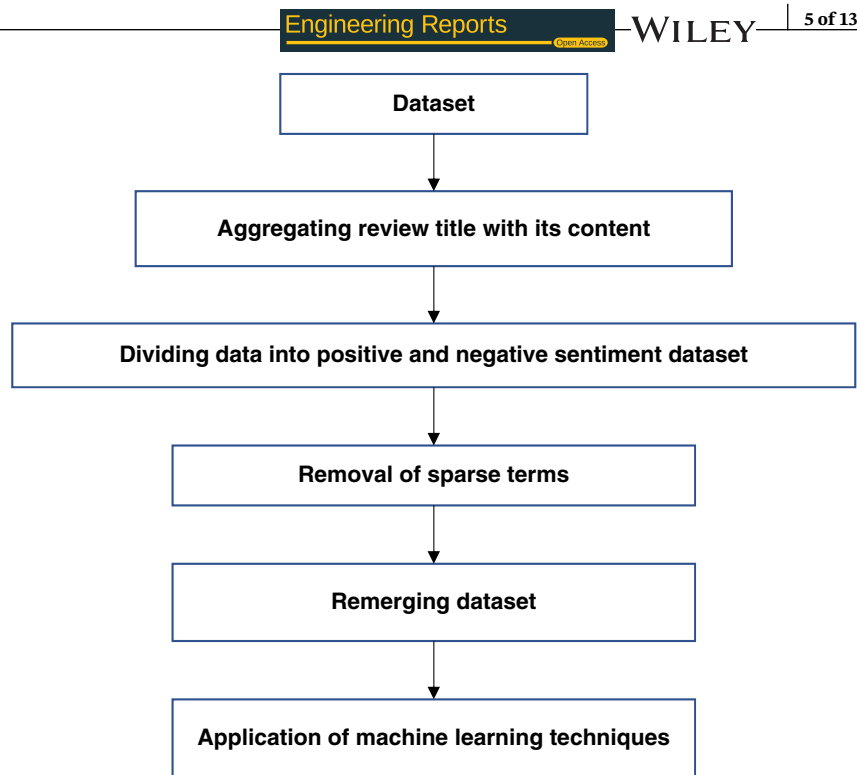 Engineering Reports
Open Access
WILEY
5 of 13
Dataset
Aggregating review title with its content
Dividing data into positive and negative sentiment dataset
Removal of sparse terms
Remerging dataset
Application of machine learning techniques